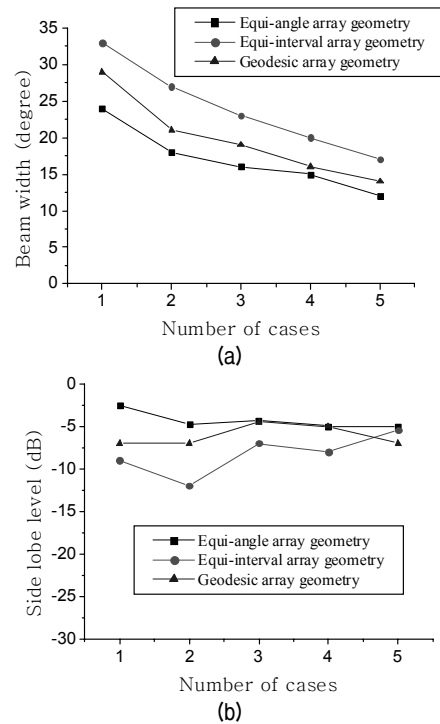 Equi-angle array geometry
Equi-interval array geometry
Geodesic array geometry
35
30
25
20
15
10
5
0
Beam width (degree)
1 2 3 4 5
Number of cases
(a)
-0
-5
-10
-15
-20
-25
-30
Side lobe level (dB)
Equi-angle array geometry
Equi-interval array geometry
Geodesic array geometry
1 2 3 4 5
Number of cases
(b)